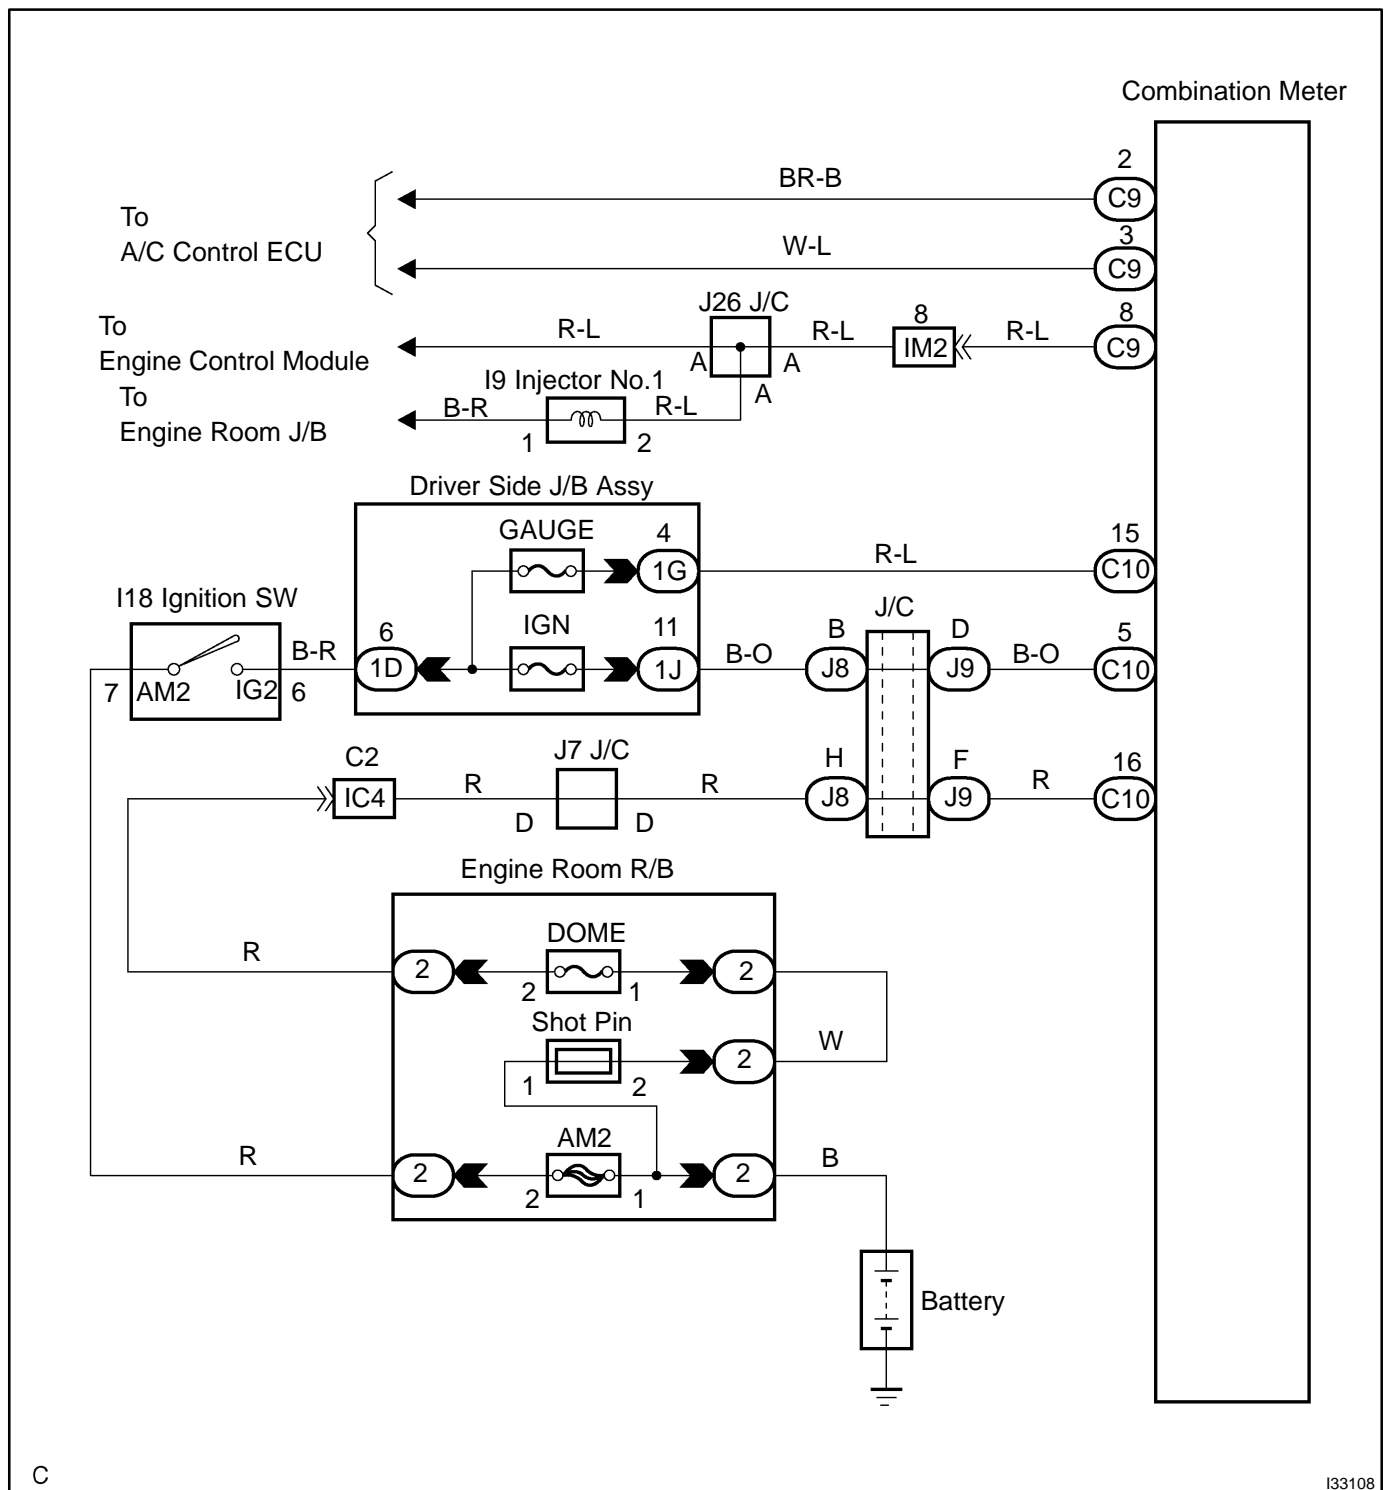 Combination Meter
2
BR-B
C9
To
A/C Control ECU
3
W-L
C9
J26 J/C
8
8
To
Engine Control Module
R-L
R-L
IM2
R-L
C9
A
A
A
To
Engine Room J/B
I9 Injector No.1
B-R
R-L
1
2
Driver Side J/B Assy
GAUGE
4
15
1G
R-L
C10
I18 Ignition SW
J/C
6
IGN
11
B
D
5
B-R
1D
1J
B-O
J8
J9
B-O
C10
7
AM2
IG2
6
C2
J7 J/C
H
F
16
IC4
R
R
J8
J9
R
C10
D
D
Engine Room R/B
DOME
R
2
2
2
1
Shot Pin
W
2
1
2
AM2
R
2
2
B
2
1
Battery
C
I33108